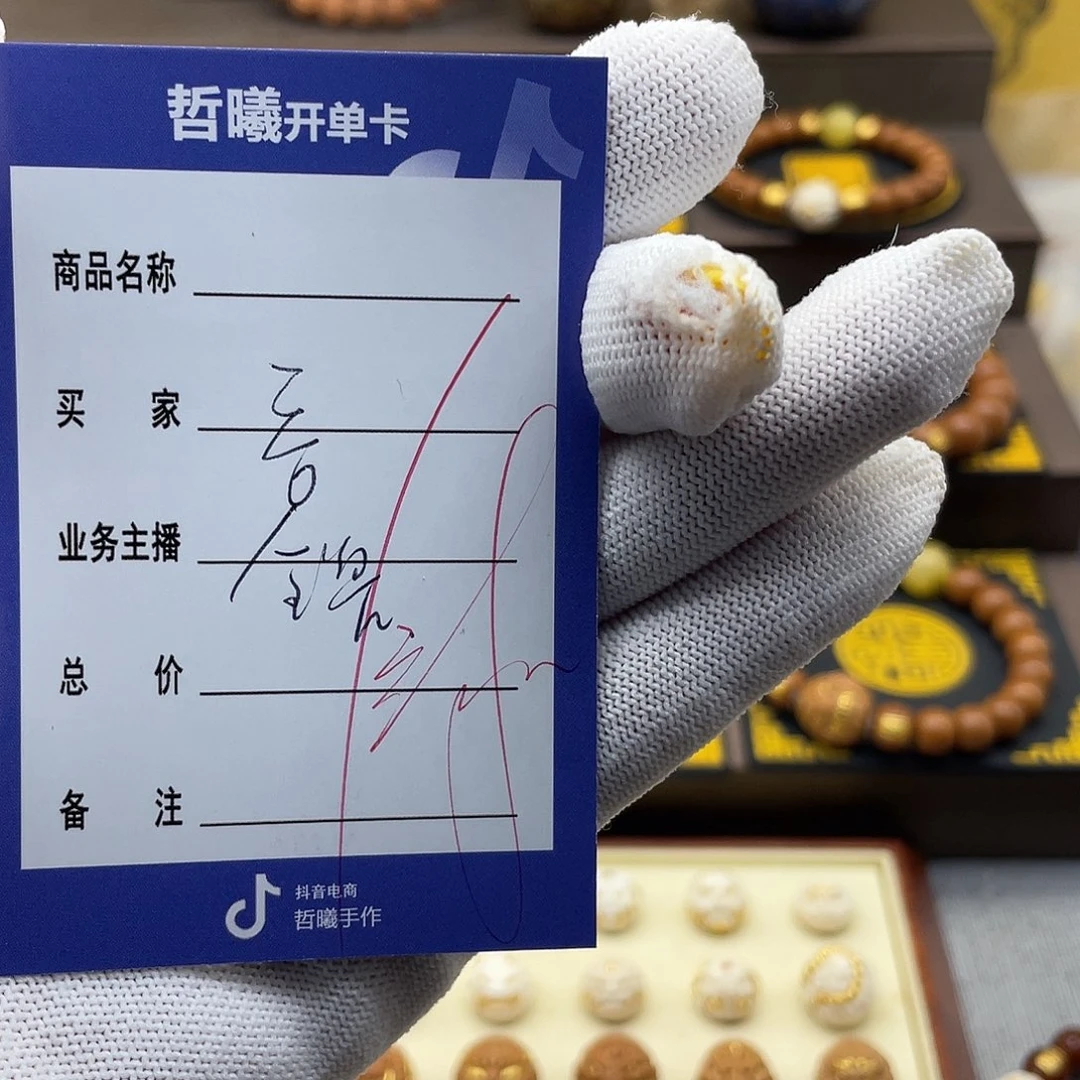 哲曦开单卡
商品名称
买家
业务主播
总价
备注
抖音电商
哲曦手作